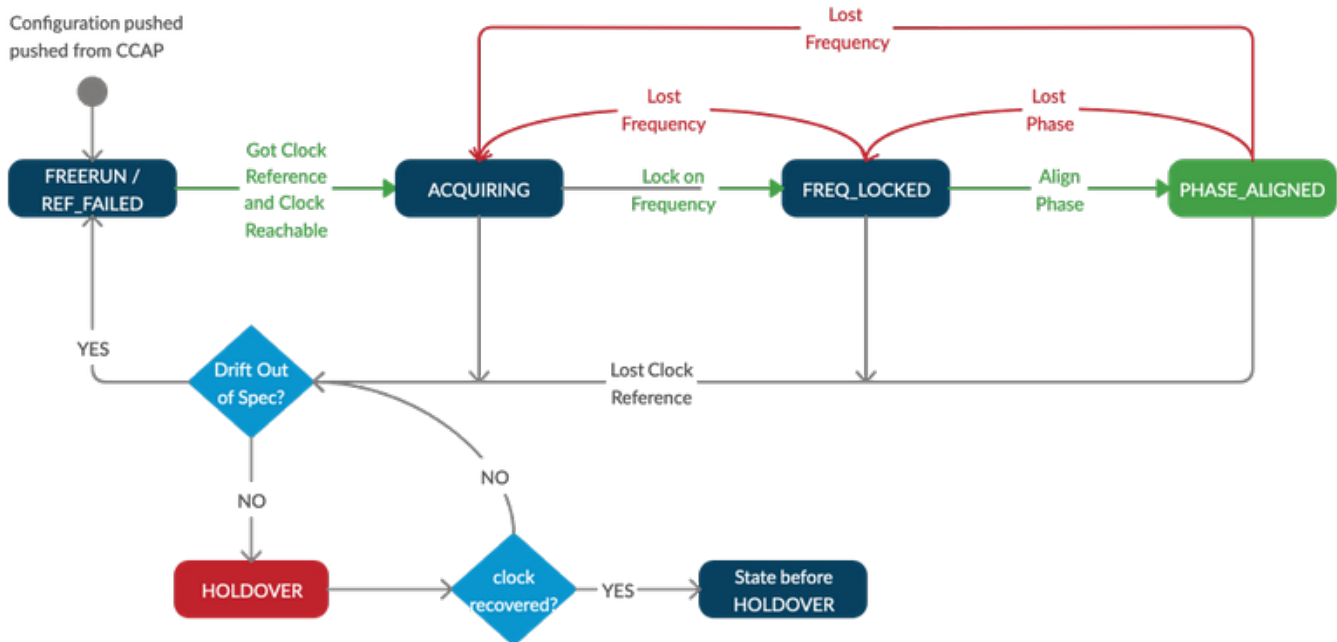 Configuration pushed
pushed from CCAP
Lost
Frequency
Lost
Frequency
Lost
Phase
FREERUN /
REF_FAILED
Got Clock
Reference
and Clock
Reachable
ACQUIRING
Lock on
Frequency
FREQ_LOCKED
Align
Phase
PHASE_ALIGNED
YES
Drift Out
of Spec?
Lost Clock
Reference
NO
NO
HOLDOVER
clock
recovered?
YES
State before
HOLDOVER